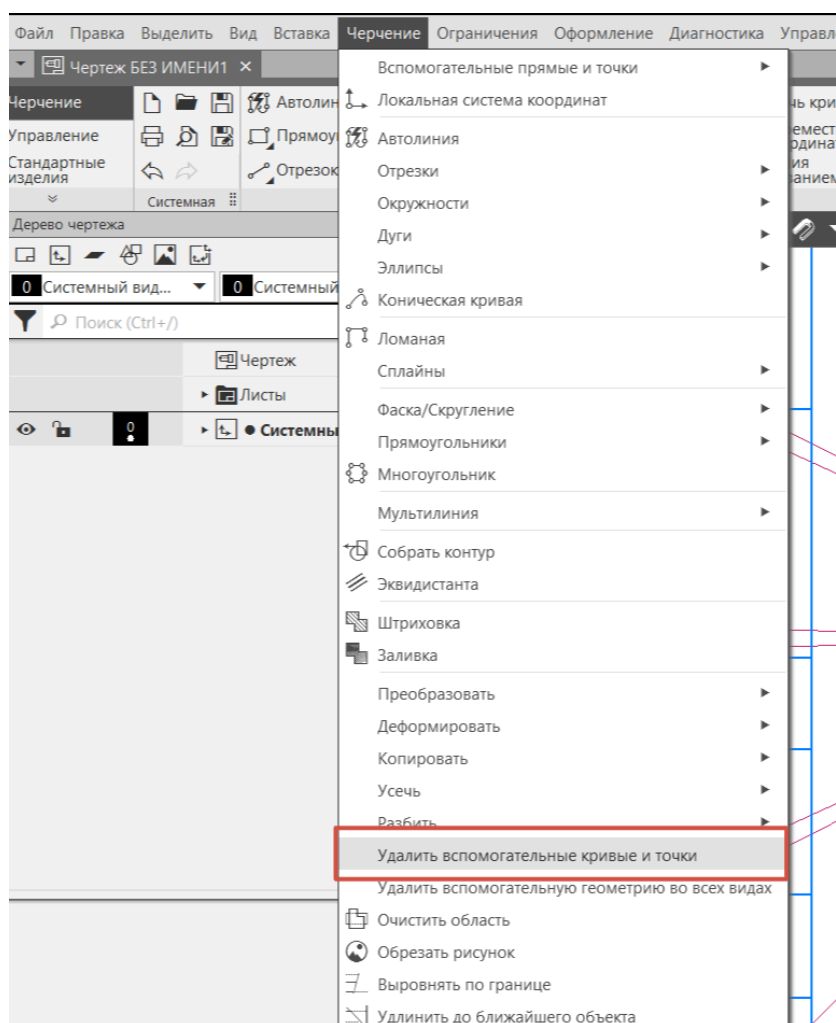 Файл Правка Выделить Вид Вставка Черчение Ограничения Оформление Диагностика Управл
Чертеж БЕЗ ИМЕНИ1
Черчение
Управление
Стандартные
изделия
Автолин
Прямоу
Отрезок
Системная
Дерево чертежа
0 Системный вид...
0 Системный
Поиск (Ctrl+/)
Чертеж
Листы
0
Системны
Вспомогательные прямые и точки
Локальная система координат
Автолиния
Отрезки
Окружности
Дуги
Эллипсы
Коническая кривая
Ломаная
Сплайны
Фаска/Скругление
Прямоугольники
Многоугольник
Мультилиния
Собрать контур
Эквидистанта
Штриховка
Заливка
Преобразовать
Деформировать
Копировать
Усечь
Разбить
Удалить вспомогательные кривые и точки
Удалить вспомогательную геометрию во всех видах
Очистить область
Обрезать рисунок
Выровнять по границе
Удлинить до ближайшего объекта